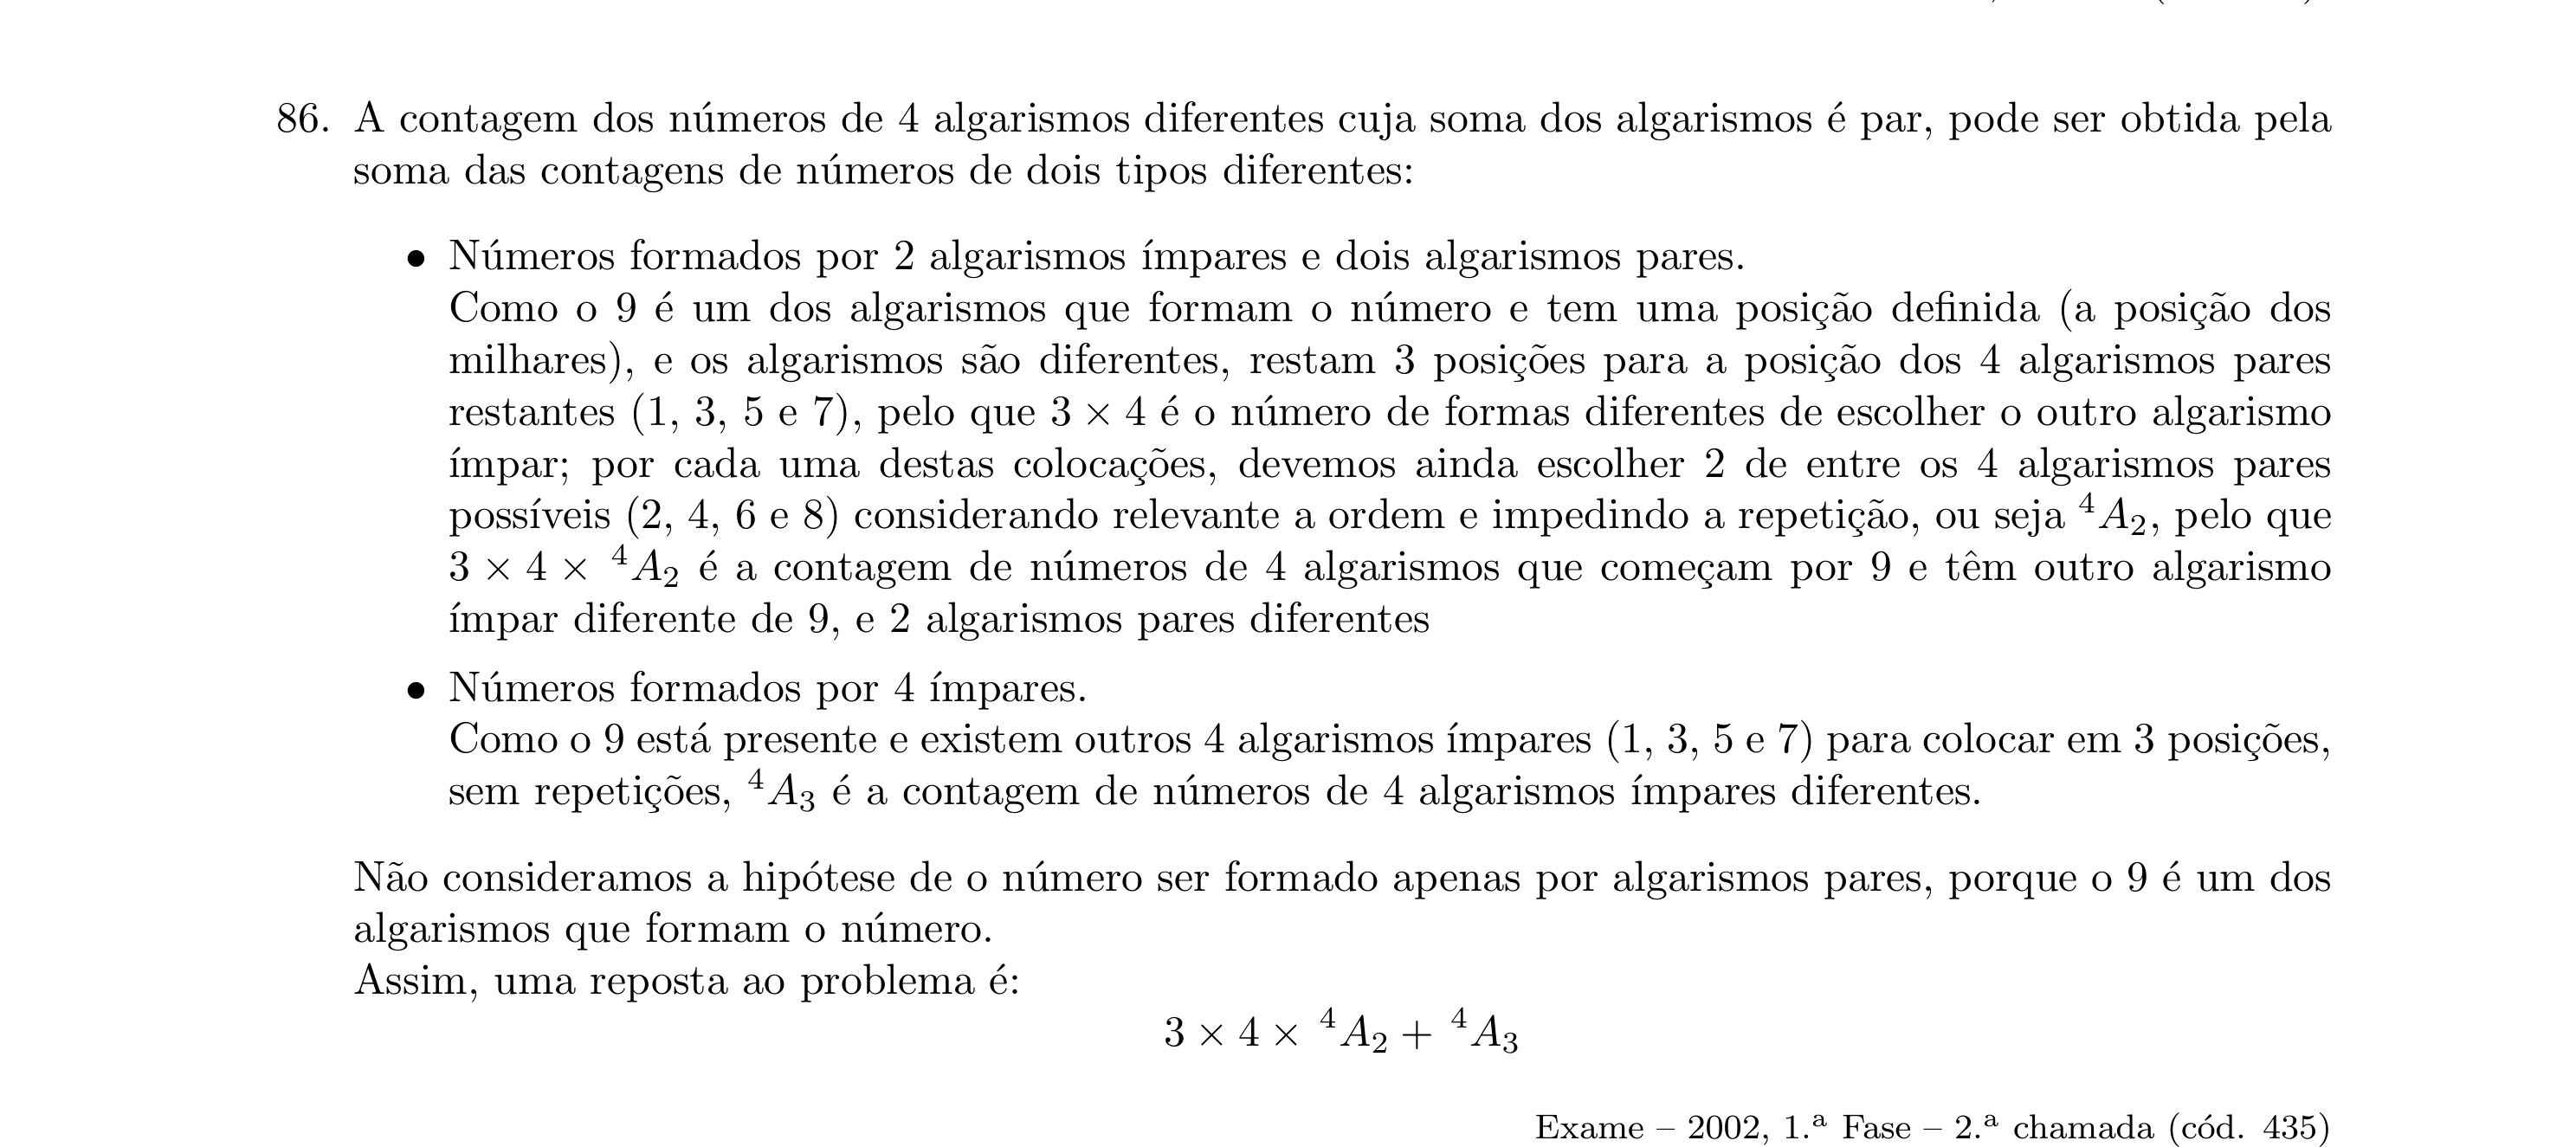 86. A contagem dos números de 4 algarismos diferentes cuja soma dos algarismos é par, pode ser obtida pela
soma das contagens de números de dois tipos diferentes:
• Números formados por 2 algarismos ímpares e dois algarismos pares.
Como o 9 é um dos algarismos que formam o número e tem uma posição definida (a posição dos
milhares), e os algarismos são diferentes, restam 3 posições para a posição dos 4 algarismos pares
restantes (1, 3, 5 e 7), pelo que 3 × 4 é o número de formas diferentes de escolher o outro algarismo
ímpar; por cada uma destas colocações, devemos ainda escolher 2 de entre os 4 algarismos pares
possíveis (2, 4, 6 e 8) considerando relevante a ordem e impedindo a repetição, ou seja ⁴A₂, pelo que
3 × 4 × ⁴A₂ é a contagem de números de 4 algarismos que começam por 9 e têm outro algarismo
ímpar diferente de 9, e 2 algarismos pares diferentes
• Números formados por 4 ímpares.
Como o 9 está presente e existem outros 4 algarismos ímpares (1, 3, 5 e 7) para colocar em 3 posições,
sem repetições, ⁴A₃ é a contagem de números de 4 algarismos ímpares diferentes.
Não consideramos a hipótese de o número ser formado apenas por algarismos pares, porque o 9 é um dos
algarismos que formam o número.
Assim, uma reposta ao problema é:
3 × 4 × ⁴A₂ + ⁴A₃
Exame – 2002, 1.ª Fase – 2.ª chamada (cód. 435)